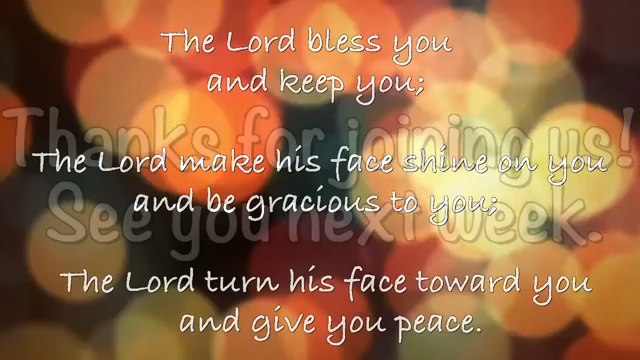 The Lord bless you
and keep you;
Thanks for joining us!
The Lord make his face shine on you
and be gracious to you;
See you next week.
The Lord turn his face toward you
and give you peace.